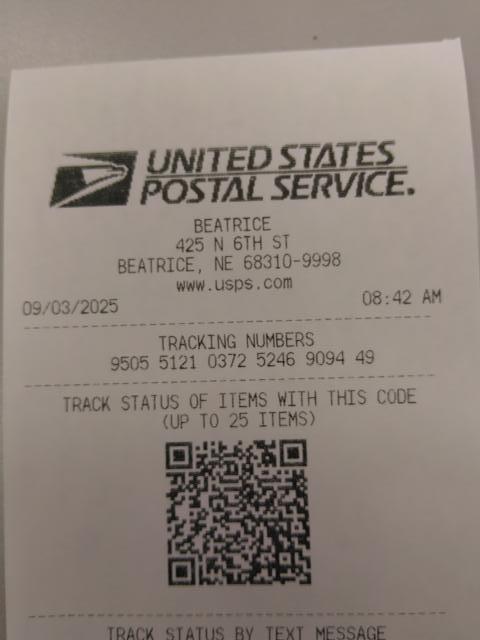 UNITED STATES
POSTAL SERVICE.
BEATRICE
425 N 6TH ST
BEATRICE, NE 68310-9998
www.usps.com
09/03/2025 08:42 AM
TRACKING NUMBERS
9505 5121 0372 5246 9094 49
TRACK STATUS OF ITEMS WITH THIS CODE
(UP TO 25 ITEMS)
TRACK STATUS BY TEXT MESSAGE